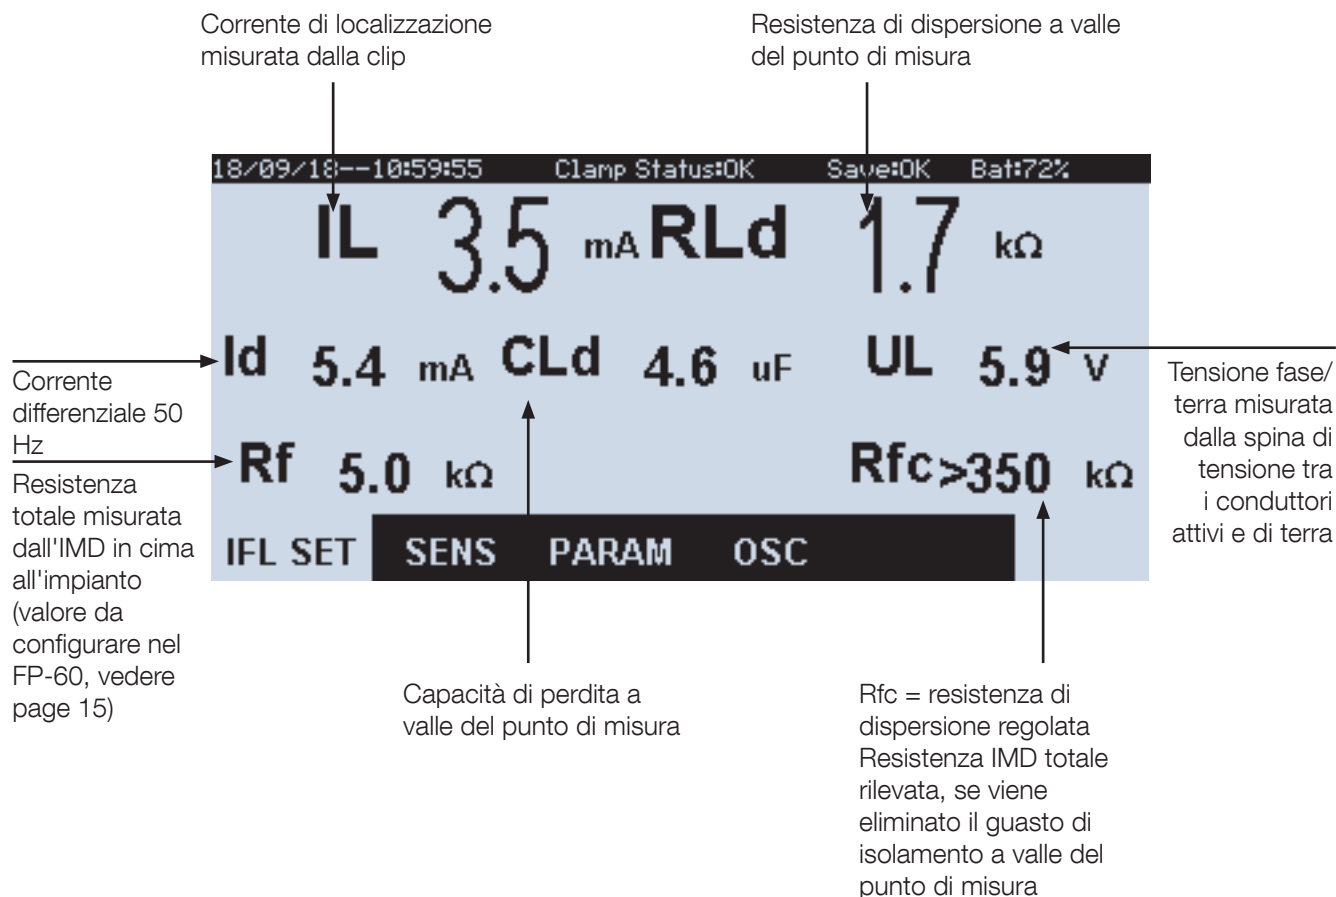 Corrente di localizzazione
misurata dalla clip
Resistenza di dispersione a valle
del punto di misura
18/09/18--10:59:55 Clamp Status:OK Save:OK Bat:72%
IL 3.5 mA RLd 1.7 kΩ
Id 5.4 mA CLd 4.6 uF UL 5.9 V
Rf 5.0 kΩ Rfc >350 kΩ
IFL SET SENS PARAM OSC
Corrente
differenziale 50
Hz
Resistenza
totale misurata
dall'IMD in cima
all'impianto
(valore da
configurare nel
FP-60, vedere
page 15)
Tensione fase/
terra misurata
dalla spina di
tensione tra
i conduttori
attivi e di terra
Capacità di perdita a
valle del punto di misura
Rfc = resistenza di
dispersione regolata
Resistenza IMD totale
rilevata, se viene
eliminato il guasto di
isolamento a valle del
punto di misura